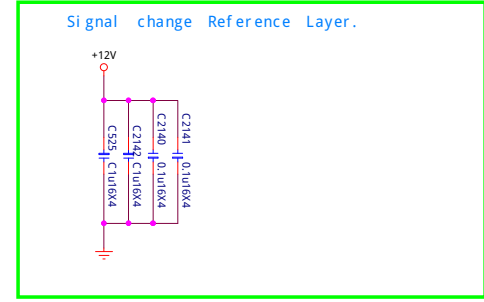 Signal change Reference Layer.
+12V
C525 C1u16X4
C2142 C1u16X4
C2140 0.1u16X4
C2141 0.1u16X4